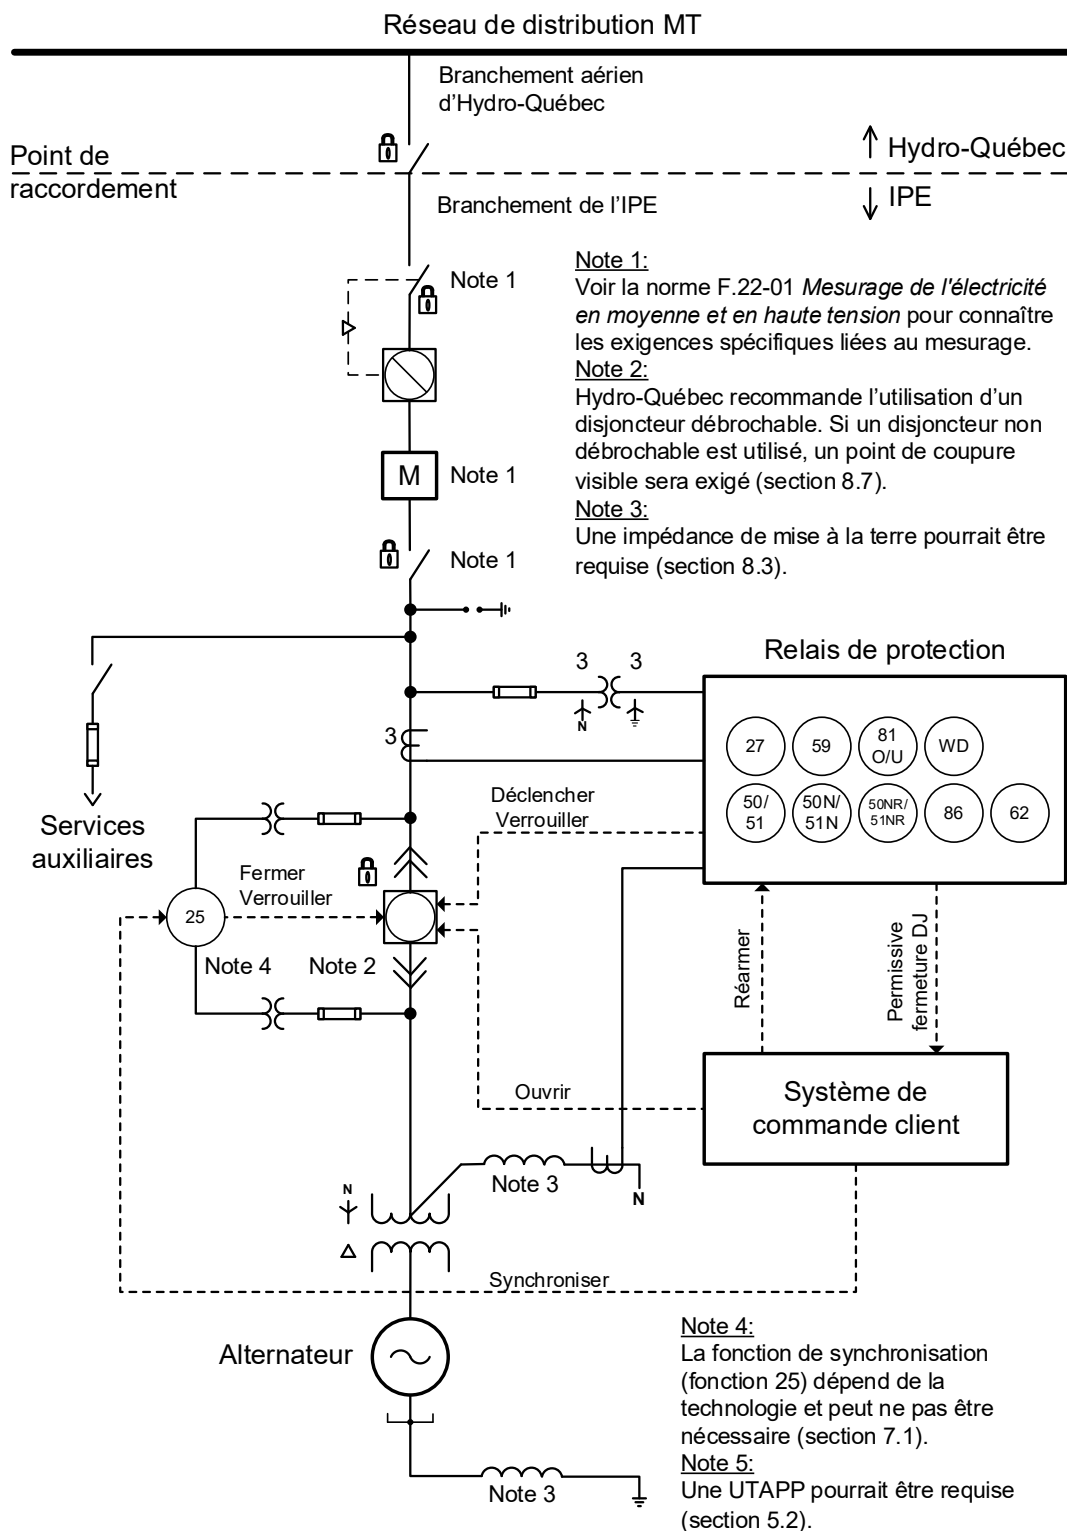 Réseau de distribution MT
Branchement aérien
d'Hydro-Québec
Point de
raccordement
Hydro-Québec
IPE
Branchement de l'IPE
Note 1
Note 1:
Voir la norme F.22-01 Mesurage de l'électricité
en moyenne et en haute tension pour connaître
les exigences spécifiques liées au mesurage.
Note 2:
Hydro-Québec recommande l'utilisation d'un
disjoncteur débrochable. Si un disjoncteur non
débrochable est utilisé, un point de coupure
visible sera exigé (section 8.7).
Note 3:
Une impédance de mise à la terre pourrait être
requise (section 8.3).
M
Note 1
Note 1
Relais de protection
3
3
N
3
27
59
81
O/U
WD
50/
51
50N/
51N
50NR/
51NR
86
62
Services
auxiliaires
Déclencher
Verrouiller
Fermer
Verrouiller
25
Note 4
Note 2
Réarmer
Permissive
fermeture DJ
Ouvrir
Système de
commande client
Note 3
N
N
Synchroniser
Alternateur
Note 3
Note 4:
La fonction de synchronisation
(fonction 25) dépend de la
technologie et peut ne pas être
nécessaire (section 7.1).
Note 5:
Une UTAPP pourrait être requise
(section 5.2).